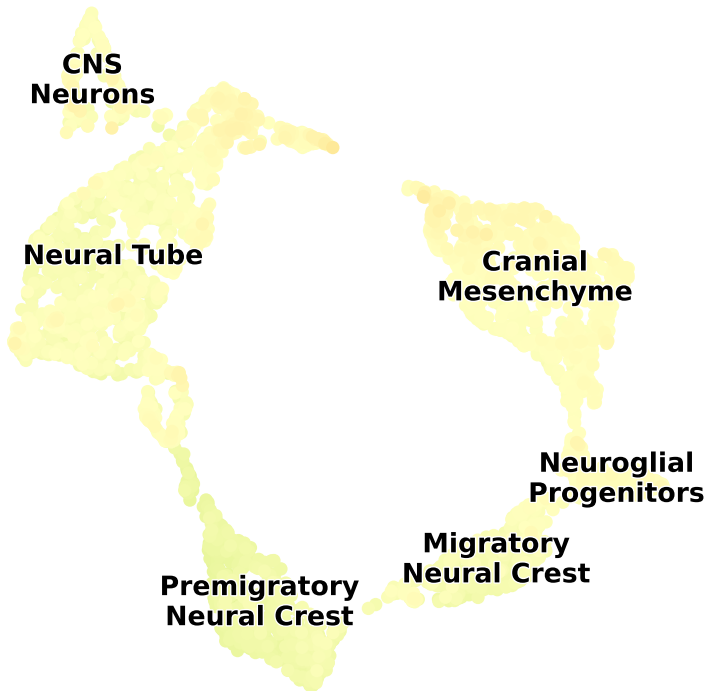 CNS
Neurons
Neural Tube
Cranial
Mesenchyme
Neuroglial
Progenitors
Migratory
Neural Crest
Premigratory
Neural Crest